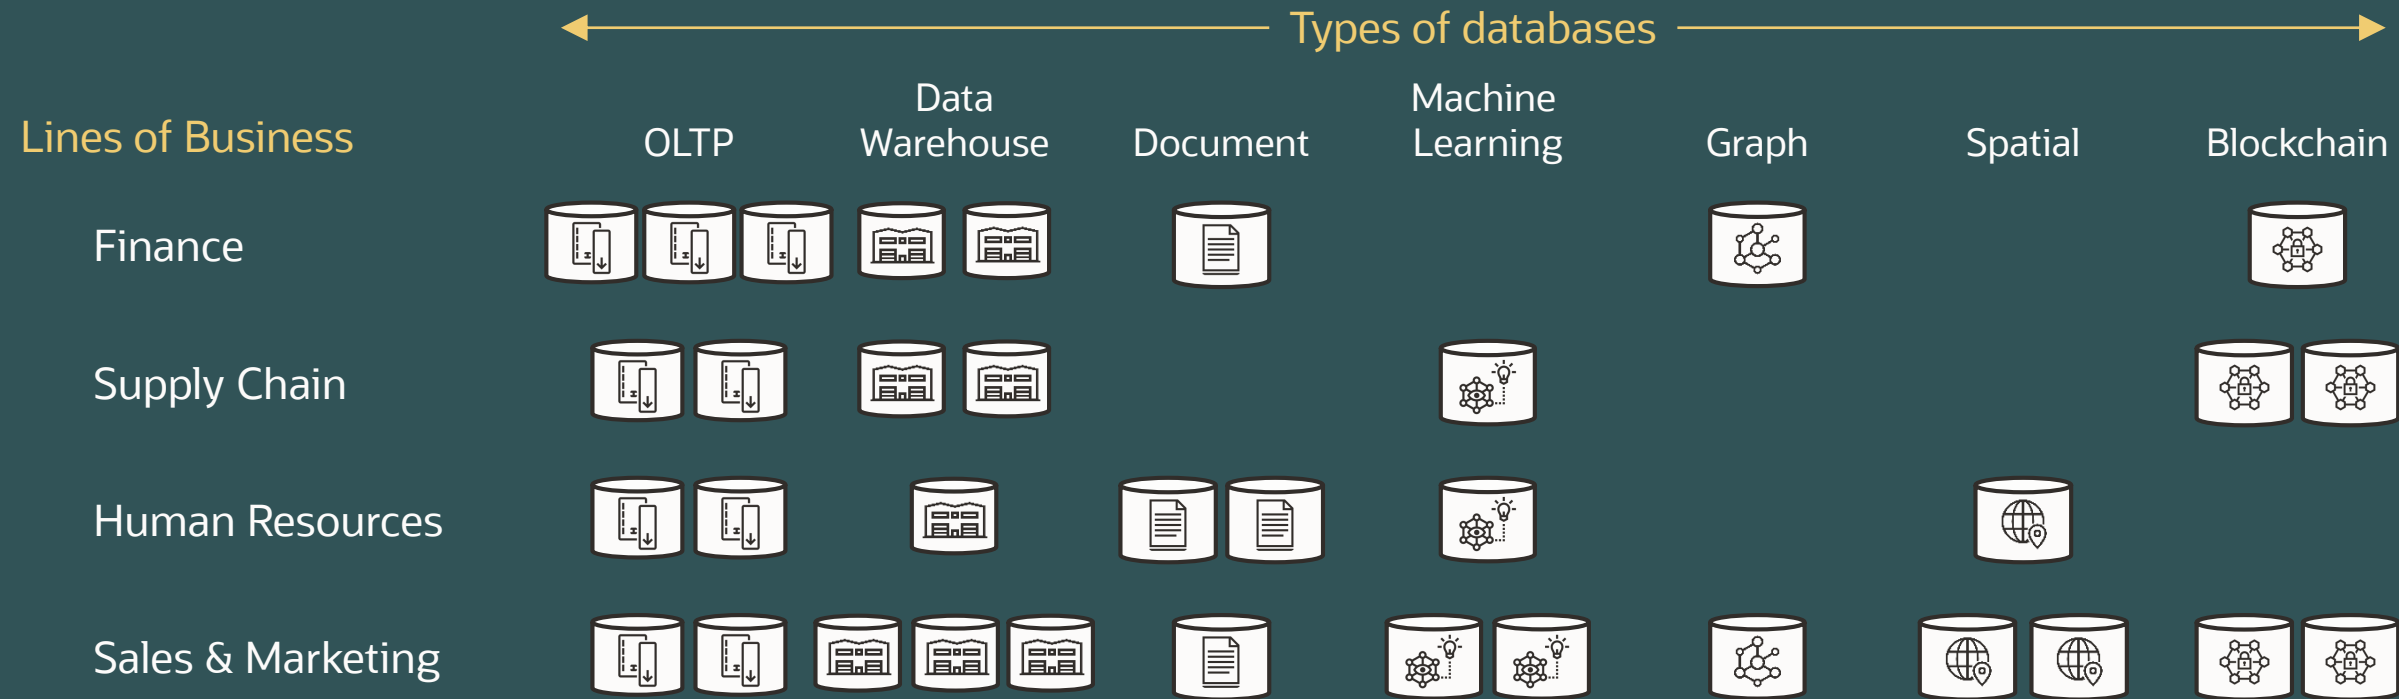 Types of databases
Lines of Business
OLTP
Data
Warehouse
Document
Machine
Learning
Graph
Spatial
Blockchain
Finance
Supply Chain
Human Resources
Sales & Marketing